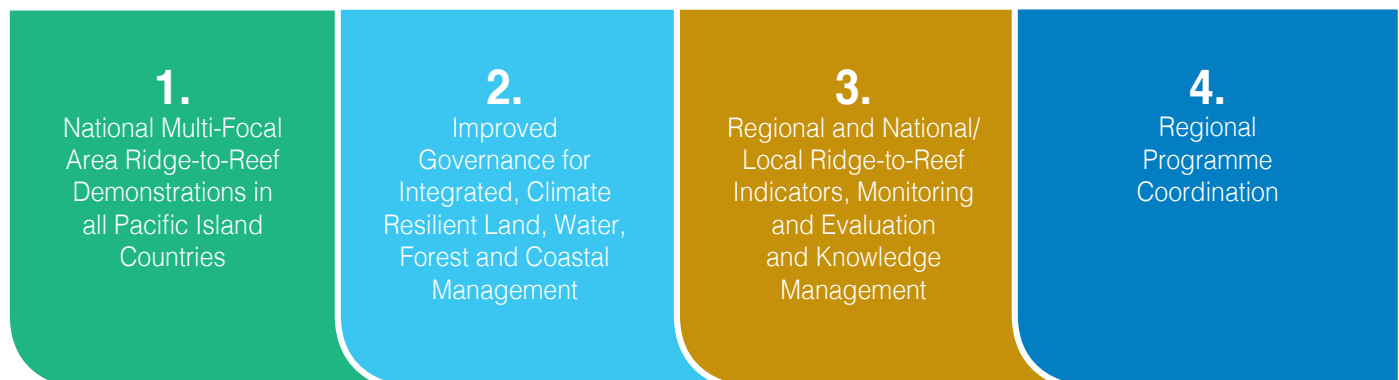 1.
National Multi-Focal
Area Ridge-to-Reef
Demonstrations in
all Pacific Island
Countries
2.
Improved
Governance for
Integrated, Climate
Resilient Land, Water,
Forest and Coastal
Management
3.
Regional and National/
Local Ridge-to-Reef
Indicators, Monitoring
and Evaluation
and Knowledge
Management
4.
Regional
Programme
Coordination